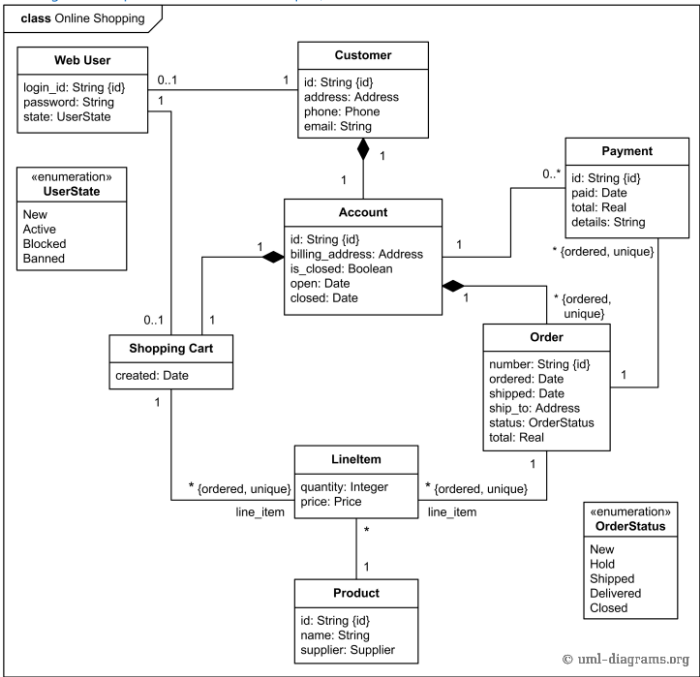 class Online Shopping
Web User
login_id: String {id}
password: String
state: UserState
0..1
1
1
Customer
id: String {id}
address: Address
phone: Phone
email: String
1
1
«enumeration»
UserState
New
Active
Blocked
Banned
Payment
id: String {id}
paid: Date
total: Real
details: String
0..*
* {ordered, unique}
Account
id: String {id}
billing_address: Address
is_closed: Boolean
open: Date
closed: Date
1
1
1
* {ordered,
unique}
0..1
1
Shopping Cart
created: Date
1
Order
number: String {id}
ordered: Date
shipped: Date
ship_to: Address
status: OrderStatus
total: Real
1
1
LineItem
quantity: Integer
price: Price
* {ordered, unique}
line_item
* {ordered, unique}
line_item
*
1
Product
id: String {id}
name: String
supplier: Supplier
«enumeration»
OrderStatus
New
Hold
Shipped
Delivered
Closed
© uml-diagrams.org